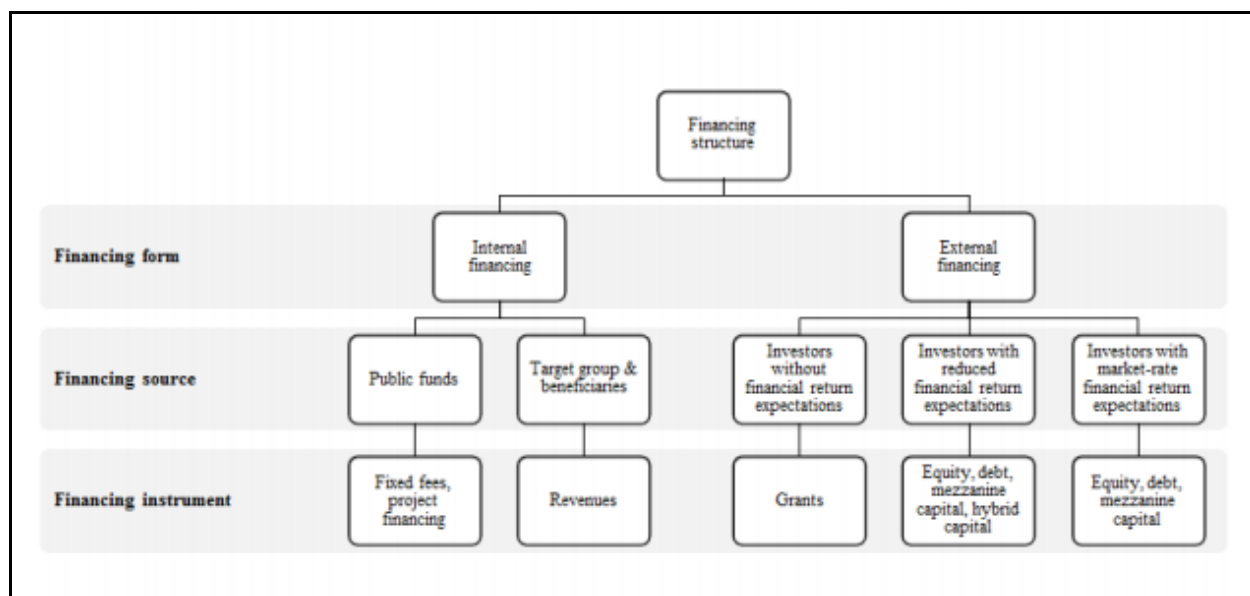 Financing
structure
Financing form
Internal
financing
External
financing
Financing source
Public funds
Target group &
beneficiaries
Investors
without
financial return
expectations
Investors with
reduced
financial return
expectations
Investors with
market-rate
financial return
expectations
Financing instrument
Fixed fees,
project
financing
Revenues
Grants
Equity, debt,
mezzanine
capital, hybrid
capital
Equity, debt,
mezzanine
capital